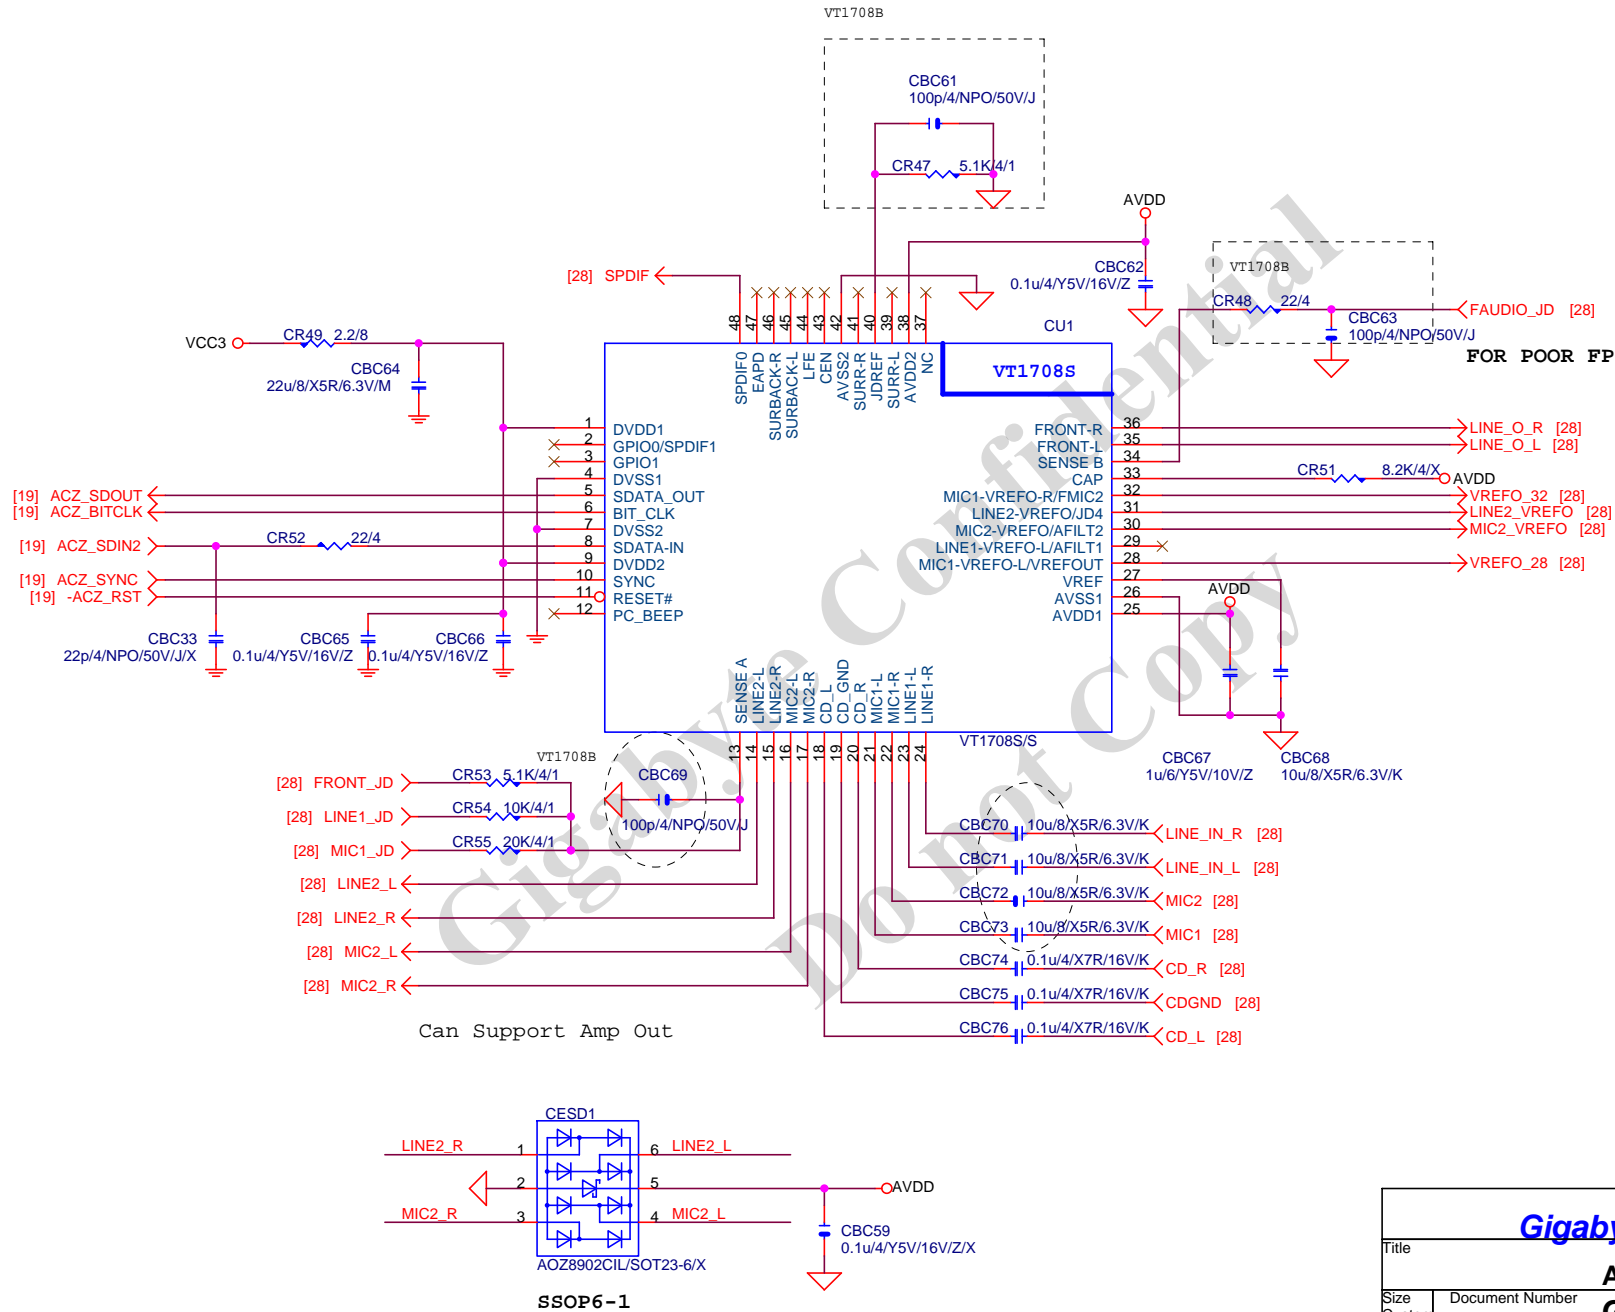 VT1708B
CBC61
100p/4/NPO/50V/J
CR47 5.1K/4/1
AVDD
[28] SPDIF
CBC62
0.1u/4/Y5V/16V/Z
VT1708B
CR48 22/4
FAUDIO_JD [28]
CBC63
100p/4/NPO/50V/J
FOR POOR FP
VCC3
CR49 2.2/8
CBC64
22u/8/X5R/6.3V/M
CU1
VT1708S
48 47 46 45 44 43 42 41 40 39 38 37
SPDIF0
EAPD
SURBACK-R
SURBACK-L
LFE
CEN
AVSS2
SURR-R
JDREF
SURR-L
AVDD2
NC
1 DVDD1
2 GPIO0/SPDIF1
3 GPIO1
4 DVSS1
5 SDATA_OUT
6 BIT_CLK
7 DVSS2
8 SDATA-IN
9 DVDD2
10 SYNC
11 RESET#
12 PC_BEEP
FRONT-R 36
FRONT-L 35
SENSE B 34
CAP 33
MIC1-VREFO-R/FMIC2 32
LINE2-VREFO/JD4 31
MIC2-VREFO/AFILT2 30
LINE1-VREFO-L/AFILT1 29
MIC1-VREFO-L/VREFOUT 28
VREF 27
AVSS1 26
AVDD1 25
LINE_O_R [28]
LINE_O_L [28]
CR51 8.2K/4/X AVDD
VREFO_32 [28]
LINE2_VREFO [28]
MIC2_VREFO [28]
VREFO_28 [28]
AVDD
[19] ACZ_SDOUT
[19] ACZ_BITCLK
[19] ACZ_SDIN2
CR52 22/4
[19] ACZ_SYNC
[19] -ACZ_RST
CBC33
22p/4/NPO/50V/J/X
CBC65
0.1u/4/Y5V/16V/Z
CBC66
0.1u/4/Y5V/16V/Z
SENSE A
LINE2-L
LINE2-R
MIC2-L
MIC2-R
CD_L
CD_GND
CD_R
MIC1-L
MIC1-R
LINE1-L
LINE1-R
13 14 15 16 17 18 19 20 21 22 23 24
VT1708S/S
CBC67
1u/6/Y5V/10V/Z
CBC68
10u/8/X5R/6.3V/K
VT1708B
CBC69
100p/4/NPO/50V/J
[28] FRONT_JD
CR53 5.1K/4/1
[28] LINE1_JD
CR54 10K/4/1
[28] MIC1_JD
CR55 20K/4/1
[28] LINE2_L
[28] LINE2_R
[28] MIC2_L
[28] MIC2_R
CBC70 10u/8/X5R/6.3V/K LINE_IN_R [28]
CBC71 10u/8/X5R/6.3V/K LINE_IN_L [28]
CBC72 10u/8/X5R/6.3V/K MIC2 [28]
CBC73 10u/8/X5R/6.3V/K MIC1 [28]
CBC74 0.1u/4/X7R/16V/K CD_R [28]
CBC75 0.1u/4/X7R/16V/K CDGND [28]
CBC76 0.1u/4/X7R/16V/K CD_L [28]
Can Support Amp Out
Gigabyte Confidential
Do not Copy
CESD1
LINE2_R 1
6 LINE2_L
2
5 AVDD
MIC2_R 3
4 MIC2_L
CBC59
0.1u/4/Y5V/16V/Z/X
AOZ8902CIL/SOT23-6/X
SSOP6-1
Gigaby
Title
A
Size
Document Number